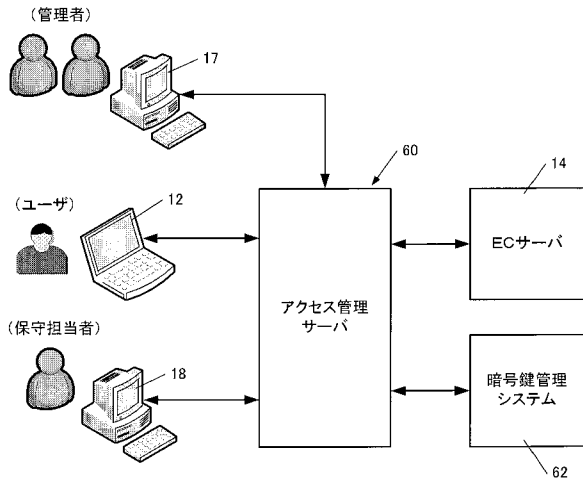 (管理者)
17
60
14
(ユーザ)
12
ECサーバ
アクセス管理
サーバ
(保守担当者)
18
暗号鍵管理
システム
62